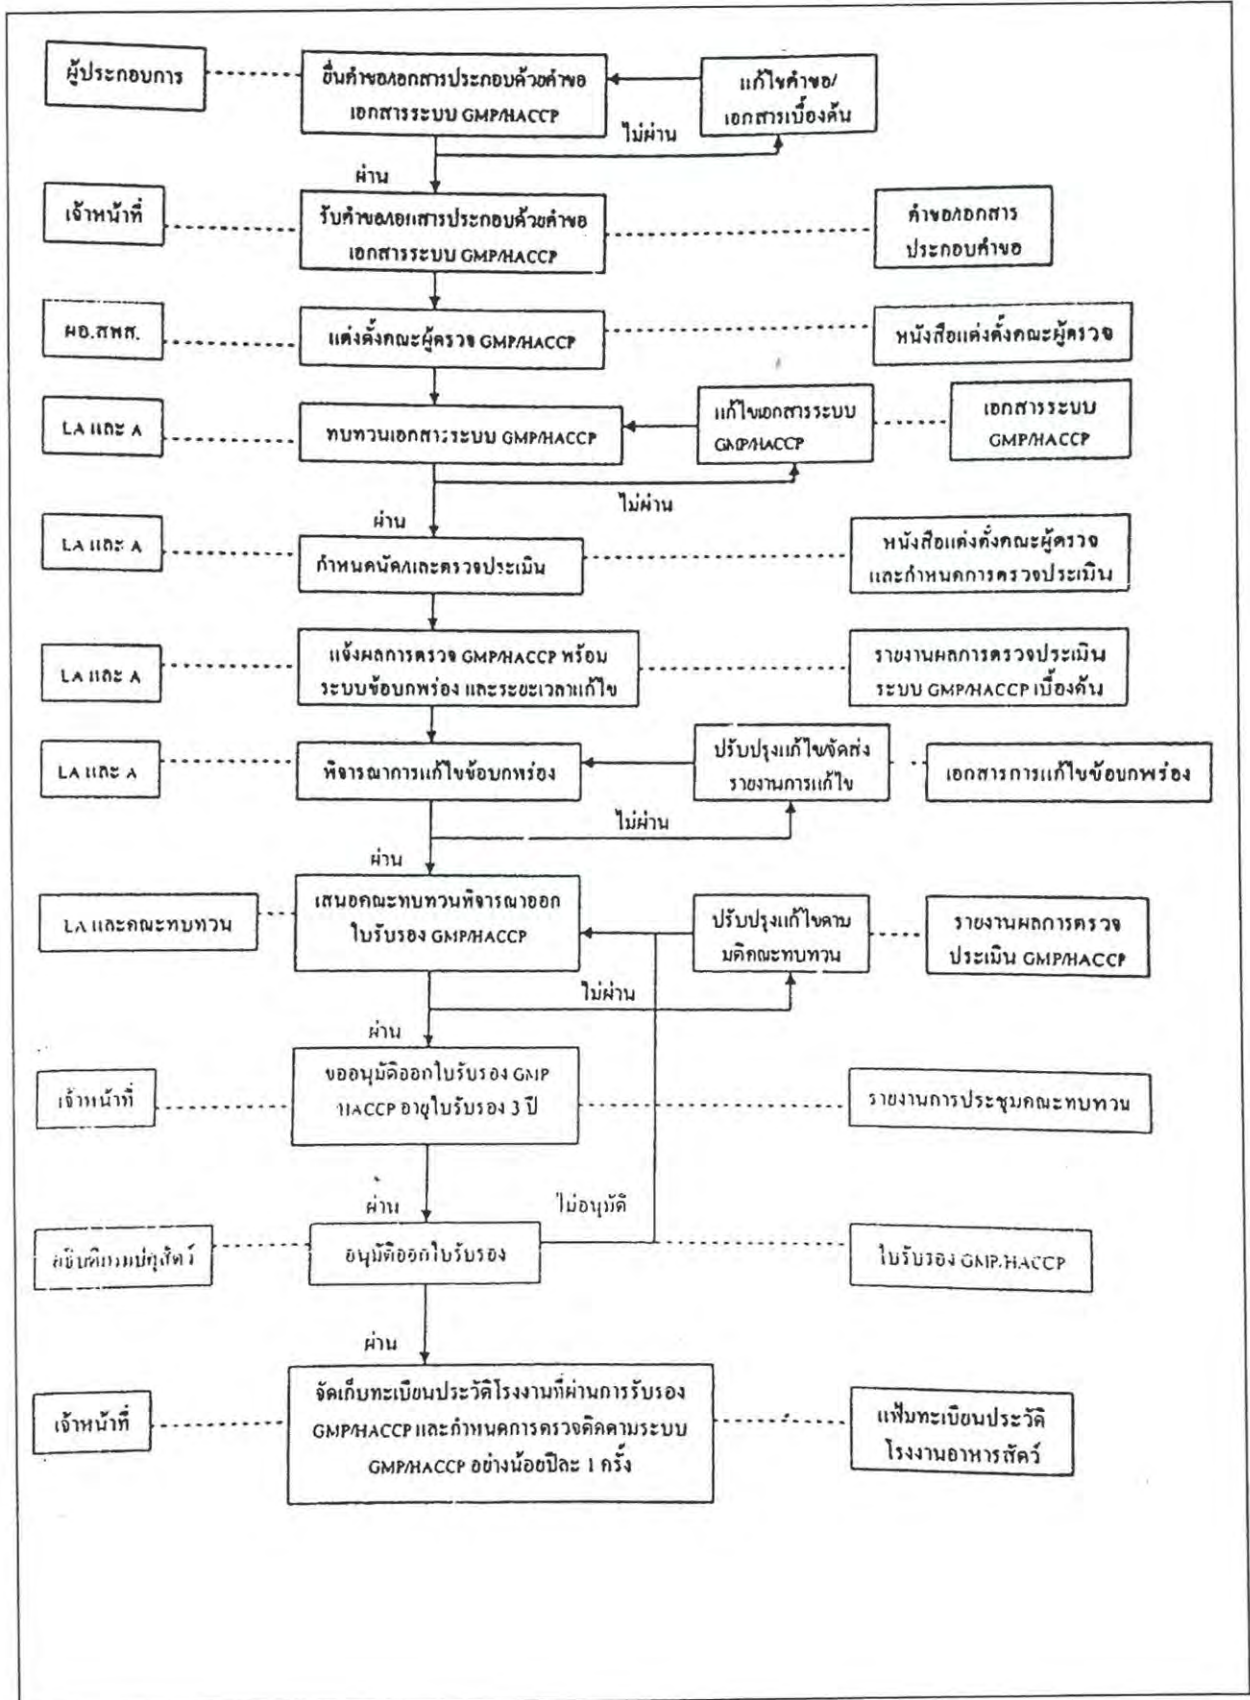 ผู้ประกอบการ
ยื่นคำขอ/เอกสารประกอบด้วยคำขอ
เอกสารระบบ GMP/HACCP
แก้ไขคำขอ/
เอกสารเบื้องต้น
ไม่ผ่าน
ผ่าน
เจ้าหน้าที่
รับคำขอ/เอกสารประกอบด้วยคำขอ
เอกสารระบบ GMP/HACCP
คำขอ/เอกสาร
ประกอบคำขอ
ผอ.สพส.
แต่งตั้งคณะผู้ตรวจ GMP/HACCP
หนังสือแต่งตั้งคณะผู้ตรวจ
LA และ A
ทบทวนเอกสารระบบ GMP/HACCP
แก้ไขเอกสารระบบ
GMP/HACCP
เอกสารระบบ
GMP/HACCP
ไม่ผ่าน
ผ่าน
LA และ A
กำหนดนัด/และตรวจประเมิน
หนังสือแต่งตั้งคณะผู้ตรวจ
และกำหนดการตรวจประเมิน
LA และ A
แจ้งผลการตรวจ GMP/HACCP พร้อม
ระบบข้อบกพร่อง และระยะเวลาแก้ไข
รายงานผลการตรวจประเมิน
ระบบ GMP/HACCP เบื้องต้น
LA และ A
พิจารณาการแก้ไขข้อบกพร่อง
ปรับปรุงแก้ไข/จัดส่ง
รายงานการแก้ไข
เอกสารการแก้ไขข้อบกพร่อง
ไม่ผ่าน
ผ่าน
LA และคณะทบทวน
เสนอคณะทบทวนพิจารณาออก
ใบรับรอง GMP/HACCP
ปรับปรุงแก้ไขตาม
มติคณะทบทวน
รายงานผลการตรวจ
ประเมิน GMP/HACCP
ไม่ผ่าน
ผ่าน
เจ้าหน้าที่
ขออนุมัติออกใบรับรอง GMP
HACCP อายุใบรับรอง 3 ปี
รายงานการประชุมคณะทบทวน
ผ่าน
ไม่อนุมัติ
อธิบดีกรมปศุสัตว์
อนุมัติออกใบรับรอง
ใบรับรอง GMP/HACCP
ผ่าน
เจ้าหน้าที่
จัดเก็บทะเบียนประวัติโรงงานที่ผ่านการรับรอง
GMP/HACCP และกำหนดการตรวจติดตามระบบ
GMP/HACCP อย่างน้อยปีละ 1 ครั้ง
แฟ้มทะเบียนประวัติ
โรงงานอาหารสัตว์